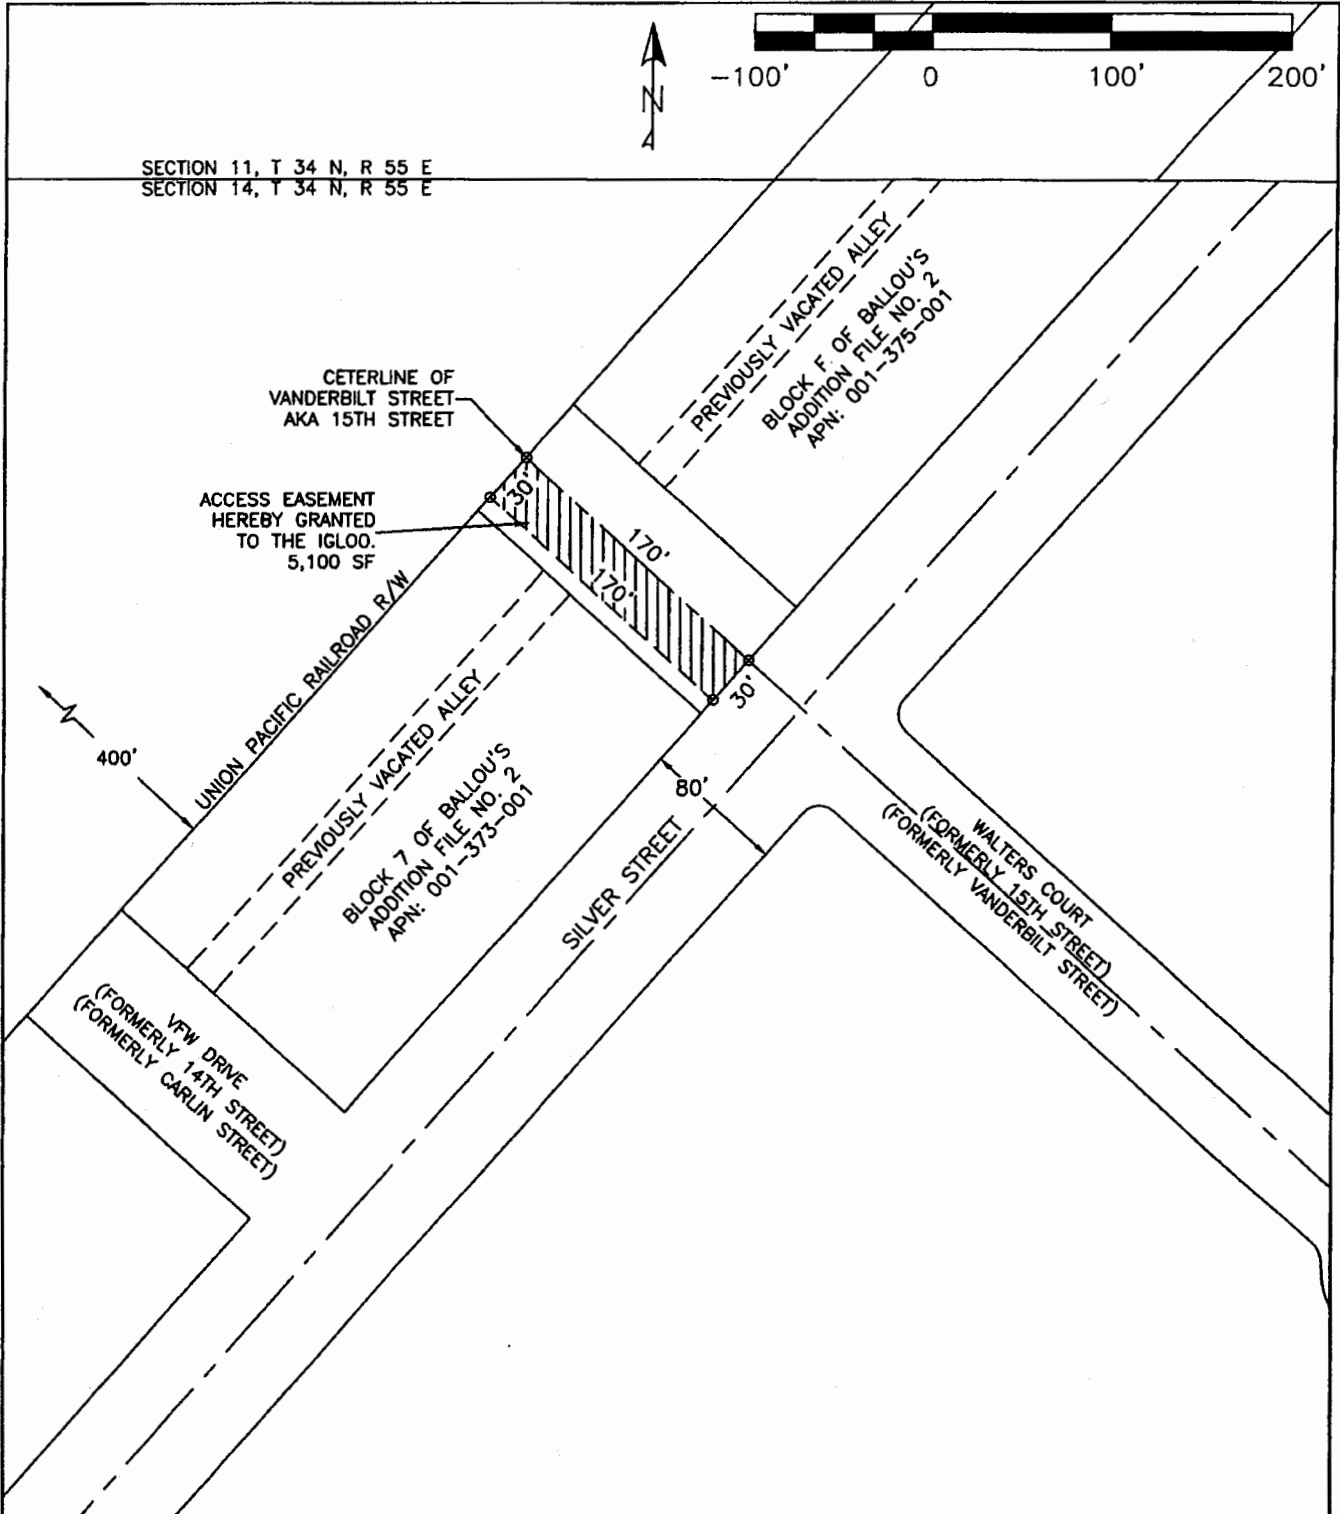 -100'
0
100'
200'
N
SECTION 11, T 34 N, R 55 E
SECTION 14, T 34 N, R 55 E
PREVIOUSLY VACATED ALLEY
BLOCK F OF BALLOU'S
ADDITION FILE NO. 2
APN: 001-375-001
CETERLINE OF
VANDERBILT STREET
AKA 15TH STREET
ACCESS EASEMENT
HEREBY GRANTED
TO THE IGLOO.
5,100 SF
30'
170'
170'
30'
UNION PACIFIC RAILROAD R/W
400'
PREVIOUSLY VACATED ALLEY
BLOCK 7 OF BALLOU'S
ADDITION FILE NO. 2
APN: 001-373-001
80'
SILVER STREET
WALTERS COURT
(FORMERLY 15TH STREET)
(FORMERLY VANDERBILT STREET)
VFW DRIVE
(FORMERLY 14TH STREET)
(FORMERLY CARLIN STREET)